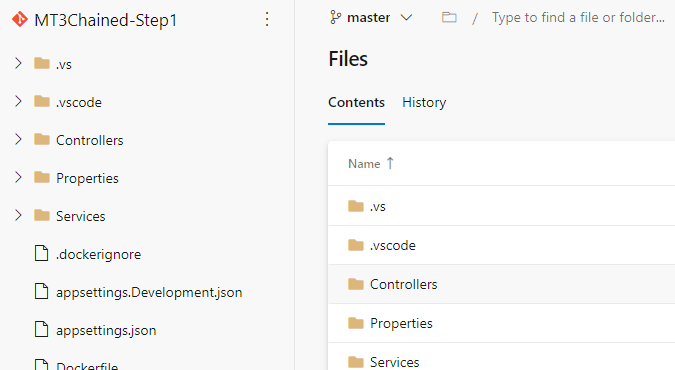 MT3Chained-Step1
.vs
.vscode
Controllers
Properties
Services
.dockerignore
appsettings.Development.json
appsettings.json
Dockerfile
master / Type to find a file or folder...
Files
Contents History
Name ↑
.vs
.vscode
Controllers
Properties
Services